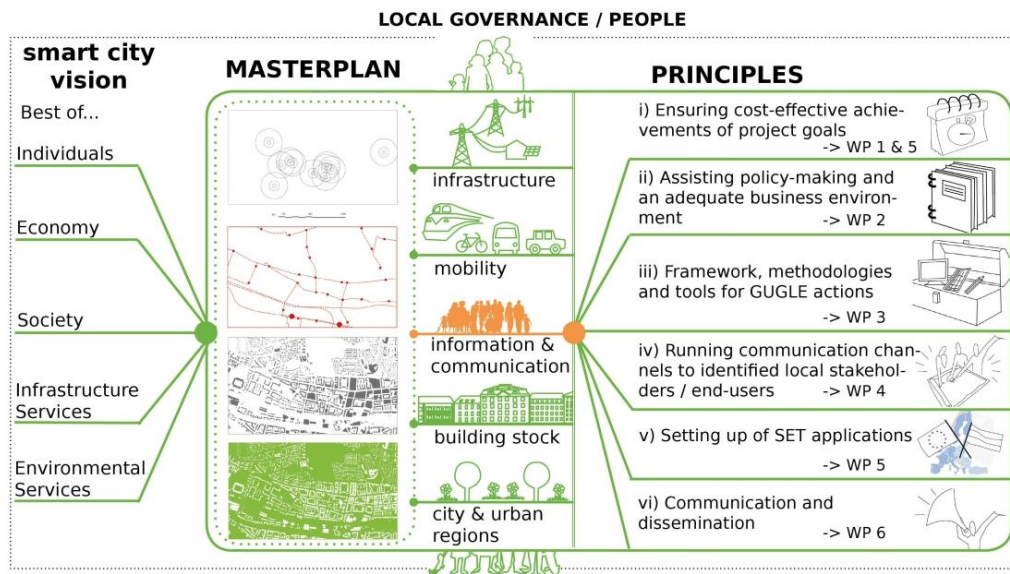 LOCAL GOVERNANCE / PEOPLE
smart city
vision
Best of...
Individuals
Economy
Society
Infrastructure
Services
Environmental
Services
MASTERPLAN
infrastructure
mobility
information &
communication
building stock
city & urban
regions
PRINCIPLES
i) Ensuring cost-effective achie-
vements of project goals
-> WP 1 & 5
ii) Assisting policy-making and
an adequate business environ-
ment
-> WP 2
iii) Framework, methodologies
and tools for GUGLE actions
-> WP 3
iv) Running communication chan-
nels to identified local stakehol-
ders / end-users
-> WP 4
v) Setting up of SET applications
-> WP 5
vi) Communication and
dissemination
-> WP 6